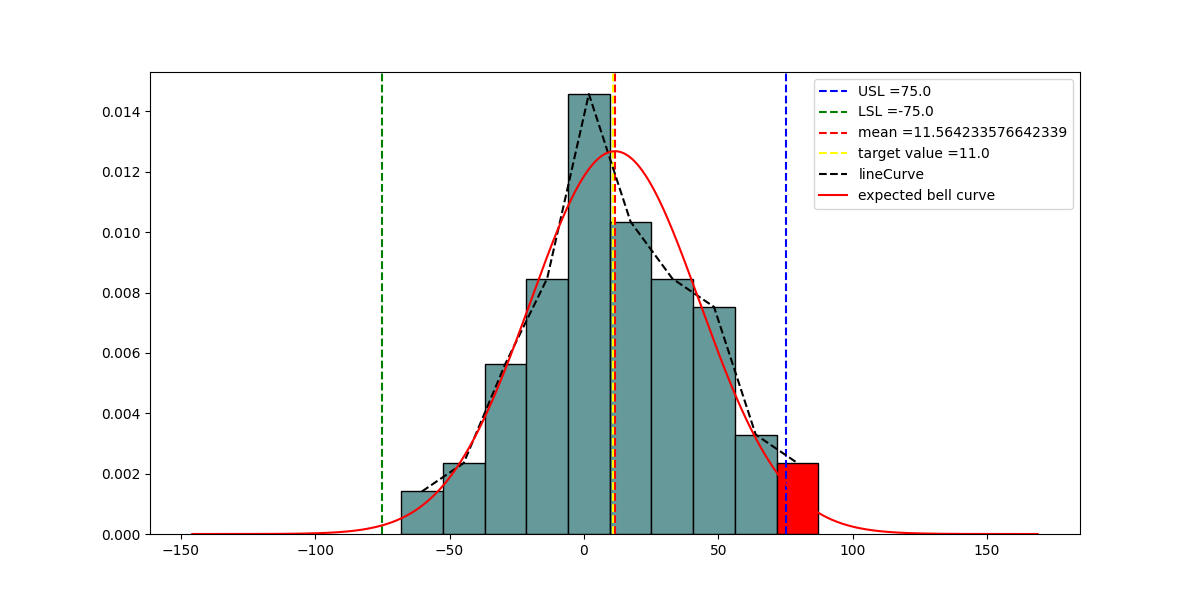 0.014
0.012
0.010
0.008
0.006
0.004
0.002
0.000
−150
−100
−50
0
50
100
150
USL =75.0
LSL =-75.0
mean =11.564233576642339
target value =11.0
lineCurve
expected bell curve